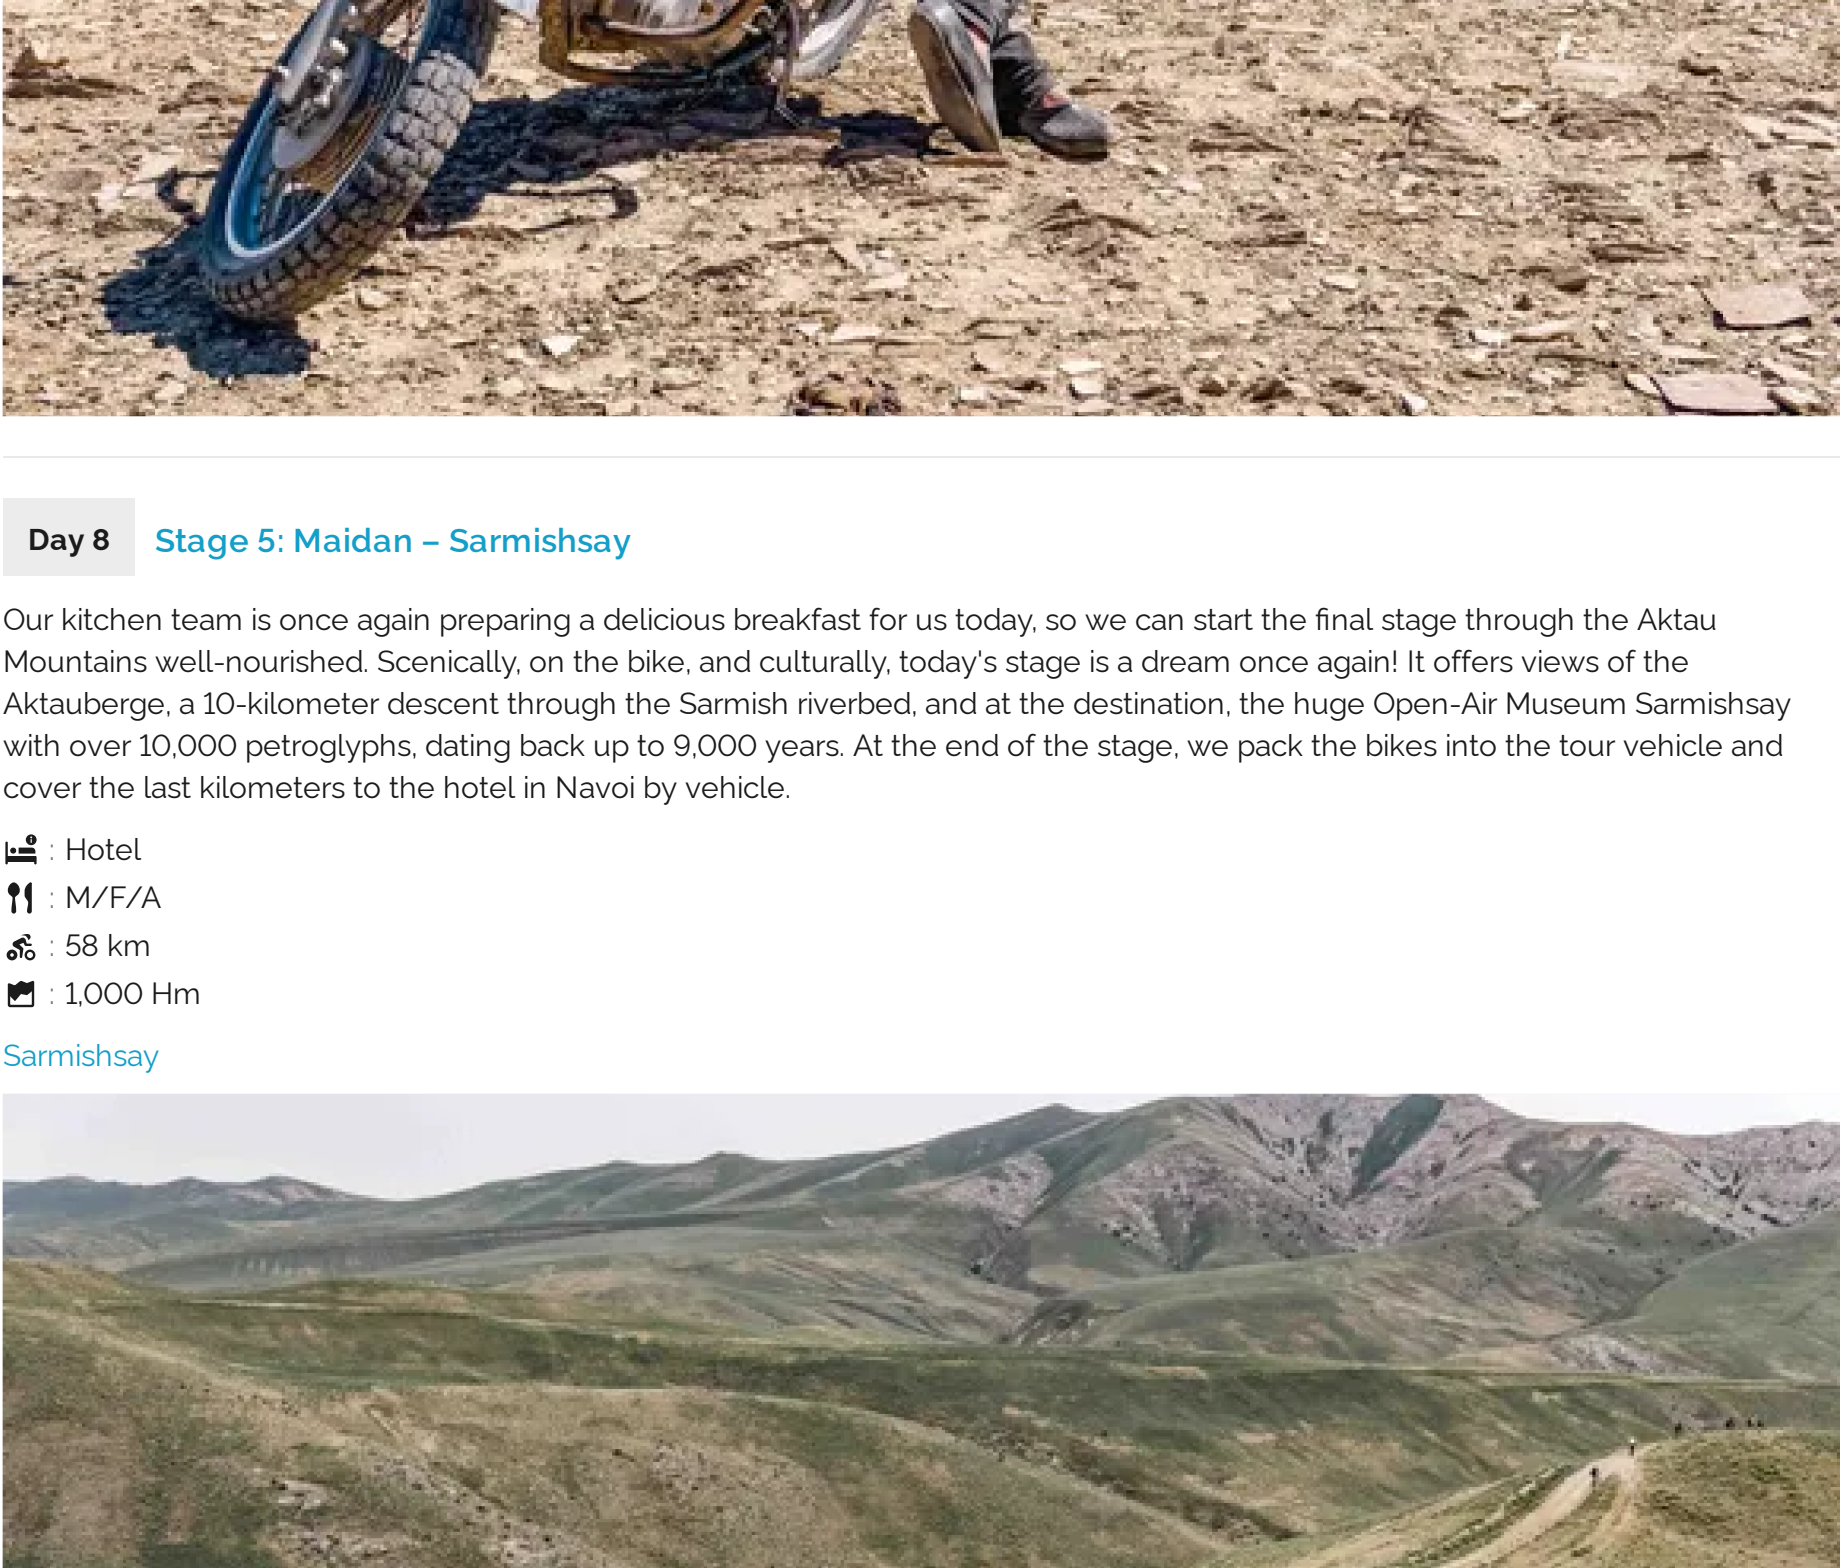 Day 8
Stage 5: Maidan – Sarmishsay
Our kitchen team is once again preparing a delicious breakfast for us today, so we can start the final stage through the Aktau
Mountains well-nourished. Scenically, on the bike, and culturally, today's stage is a dream once again! It offers views of the
Aktauberge, a 10-kilometer descent through the Sarmish riverbed, and at the destination, the huge Open-Air Museum Sarmishsay
with over 10,000 petroglyphs, dating back up to 9,000 years. At the end of the stage, we pack the bikes into the tour vehicle and
cover the last kilometers to the hotel in Navoi by vehicle.
: Hotel
: M/F/A
: 58 km
: 1,000 Hm
Sarmishsay